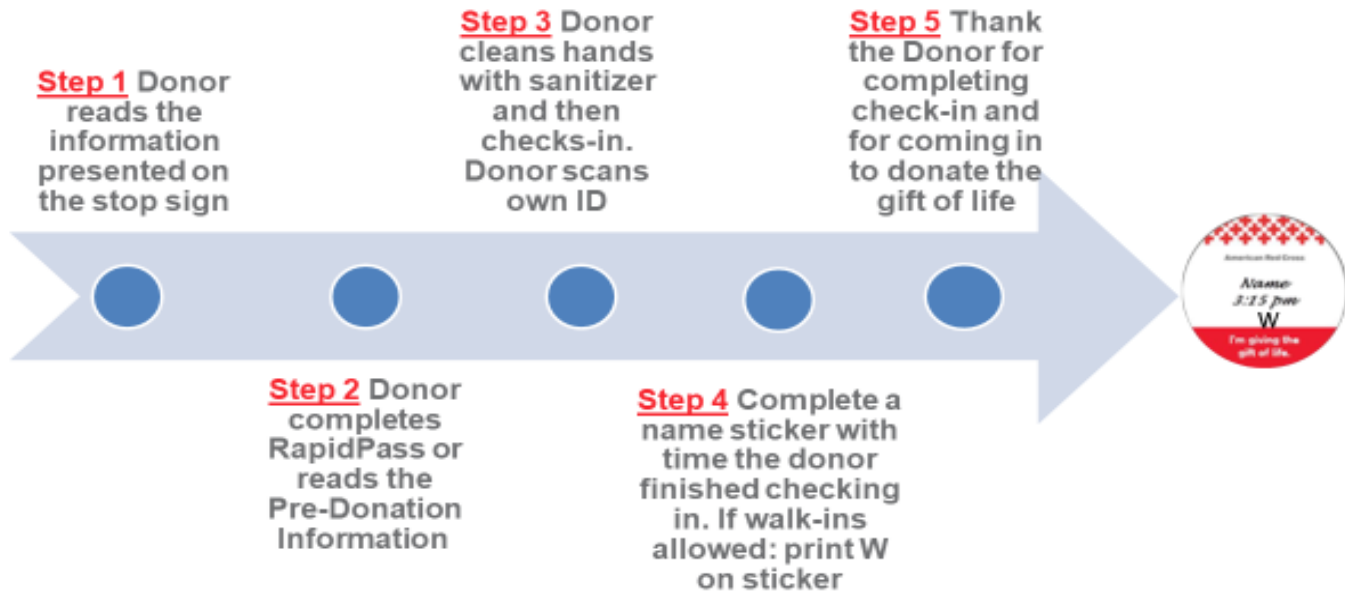 Step 1 Donor
reads the
information
presented on
the stop sign
Step 2 Donor
completes
RapidPass or
reads the
Pre-Donation
Information
Step 3 Donor
cleans hands
with sanitizer
and then
checks-in.
Donor scans
own ID
Step 4 Complete a
name sticker with
time the donor
finished checking
in. If walk-ins
allowed: print W
on sticker
Step 5 Thank
the Donor for
completing
check-in and
for coming in
to donate the
gift of life
American Red Cross
Name
3:15 pm
W
I'm giving the
gift of life.